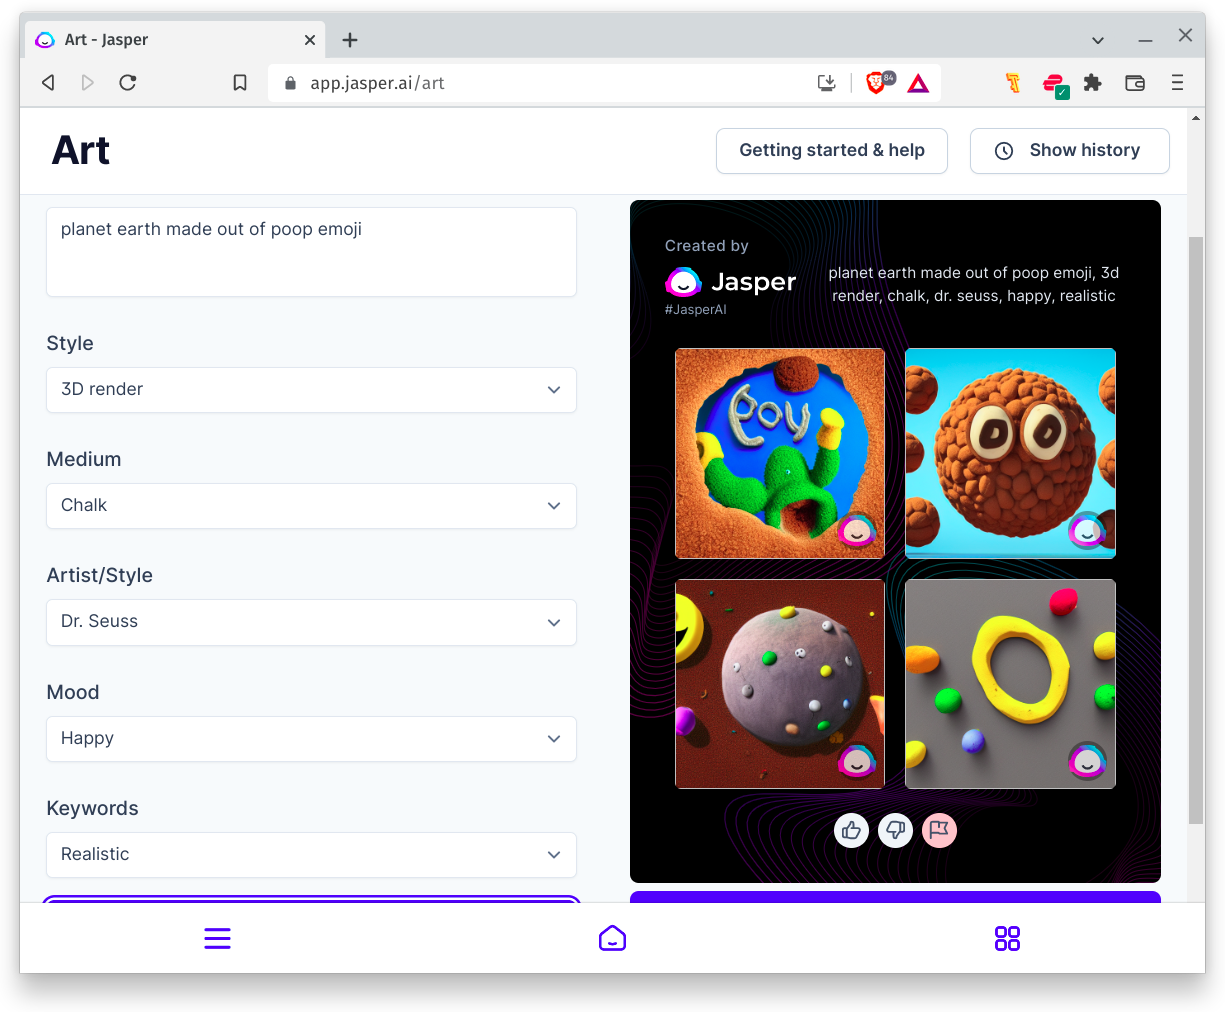 Art - Jasper
app.jasper.ai/art
84
Art
Getting started & help
Show history
planet earth made out of poop emoji
Style
3D render
Medium
Chalk
Artist/Style
Dr. Seuss
Mood
Happy
Keywords
Realistic
Created by
Jasper
#JasperAI
planet earth made out of poop emoji, 3d
render, chalk, dr. seuss, happy, realistic